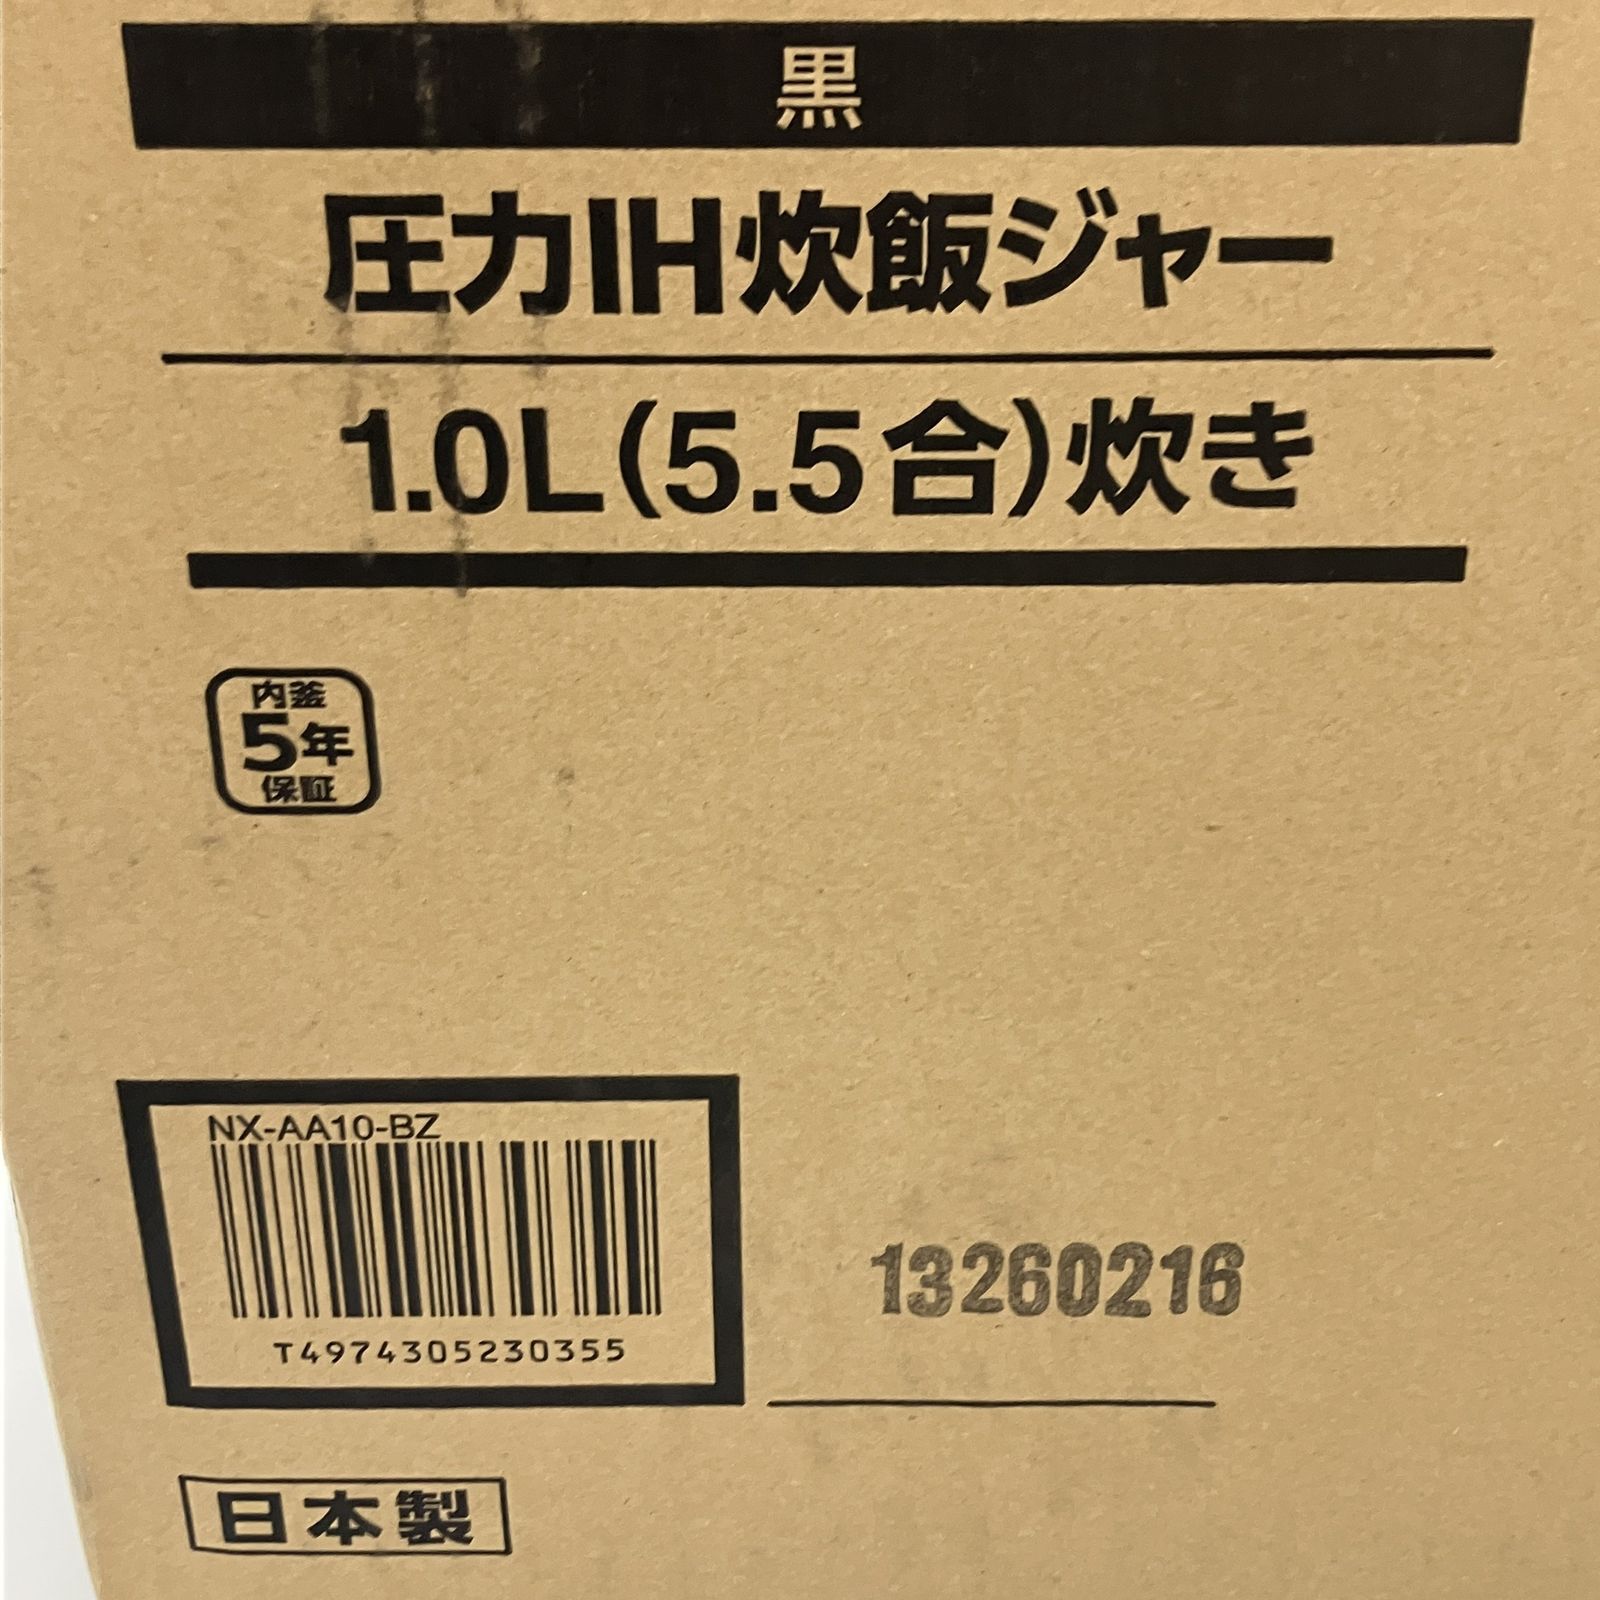 黒
圧力IH炊飯ジャー
1.0L(5.5合)炊き
内釜
5年
保証
NX-AA10-BZ
T4974305230355
13260216
日本製